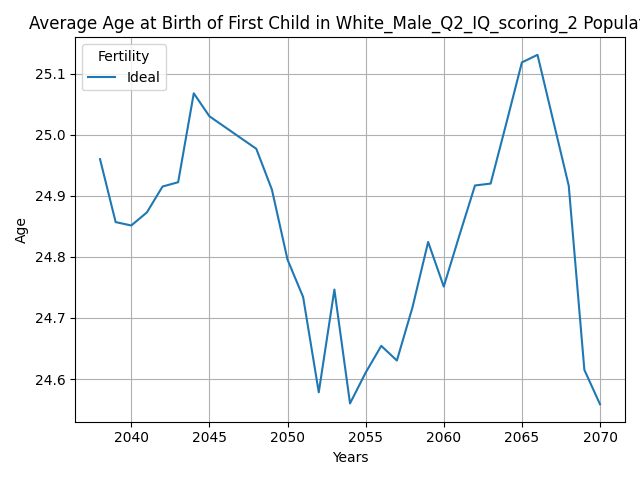 Average Age at Birth of First Child in White_Male_Q2_IQ_scoring_2 Populat
Fertility
Ideal
25.1
25.0
24.9
24.8
24.7
24.6
Age
2040 2045 2050 2055 2060 2065 2070
Years